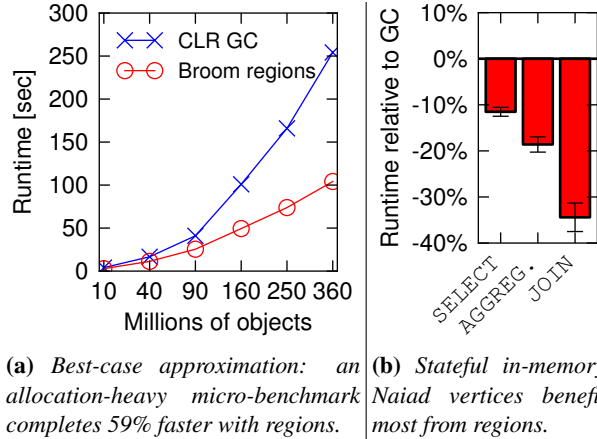 300
250
200
150
100
50
0
Runtime [sec]
CLR GC
Broom regions
10 40 90 160 250 360
Millions of objects
(a) Best-case approximation: an
allocation-heavy micro-benchmark
completes 59% faster with regions.
10%
0%
-10%
-20%
-30%
-40%
Runtime relative to GC
SELECT
AGGREG.
JOIN
(b) Stateful in-memory
Naiad vertices benefi
most from regions.